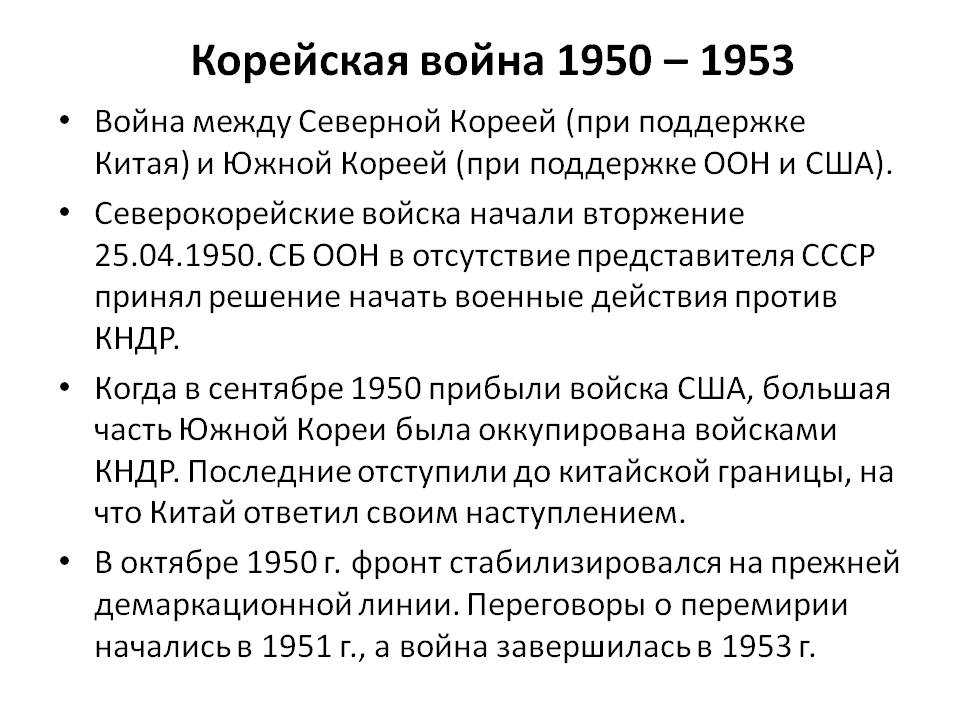 Корейская война 1950 – 1953
• Война между Северной Кореей (при поддержке
Китая) и Южной Кореей (при поддержке ООН и США).
• Северокорейские войска начали вторжение
25.04.1950. СБ ООН в отсутствие представителя СССР
принял решение начать военные действия против
КНДР.
• Когда в сентябре 1950 прибыли войска США, большая
часть Южной Кореи была оккупирована войсками
КНДР. Последние отступили до китайской границы, на
что Китай ответил своим наступлением.
• В октябре 1950 г. фронт стабилизировался на прежней
демаркационной линии. Переговоры о перемирии
начались в 1951 г., а война завершилась в 1953 г.